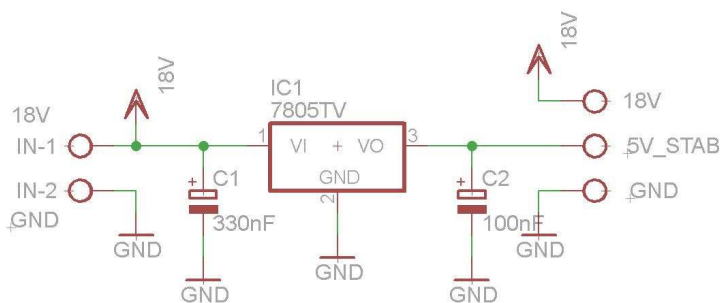 18V
18V
IC1
7805TV
18V
18V
IN-1
1
VI + VO
3
5V_STAB
GND
2
IN-2
+
C1
+
C2
GND
GND
330nF
100nF
GND
GND
GND
GND
GND